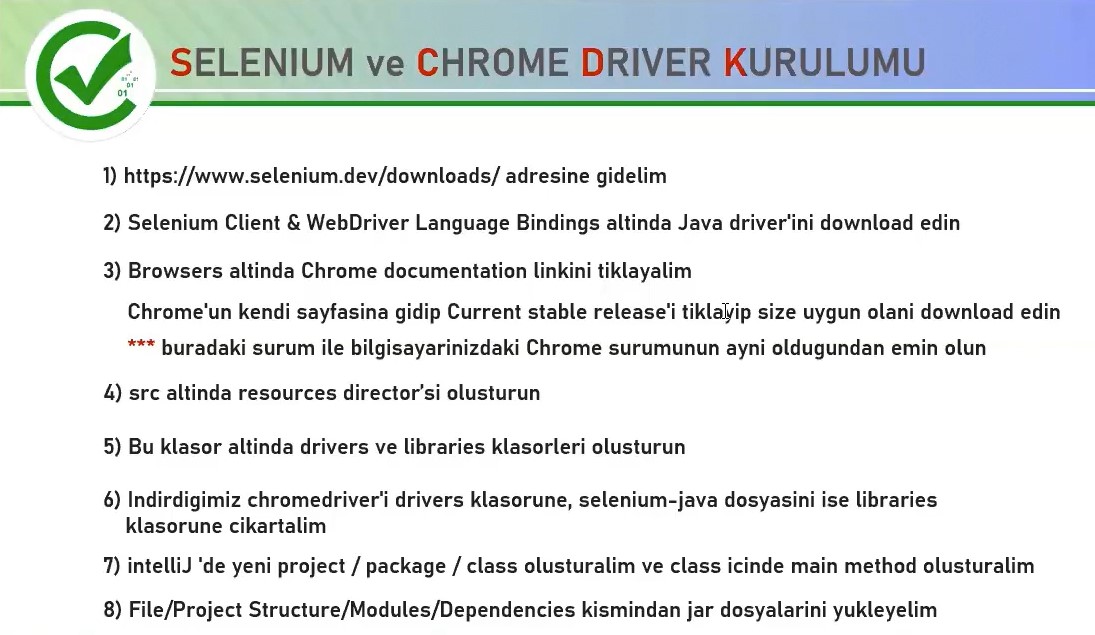 SELENIUM ve CHROME DRIVER KURULUMU
01 01
01
01
1) https://www.selenium.dev/downloads/ adresine gidelim
2) Selenium Client & WebDriver Language Bindings altinda Java driver'ini download edin
3) Browsers altinda Chrome documentation linkini tiklayalim
Chrome'un kendi sayfasina gidip Current stable release'i tiklayip size uygun olani download edin
*** buradaki surum ile bilgisayarinizdaki Chrome surumunun ayni oldugundan emin olun
4) src altinda resources director’si olusturun
5) Bu klasor altinda drivers ve libraries klasorleri olusturun
6) Indirdigimiz chromedriver'i drivers klasorune, selenium-java dosyasini ise libraries
klasorune cikartalim
7) intelliJ 'de yeni project / package / class olusturalim ve class icinde main method olusturalim
8) File/Project Structure/Modules/Dependencies kismindan jar dosyalarini yukleyelim